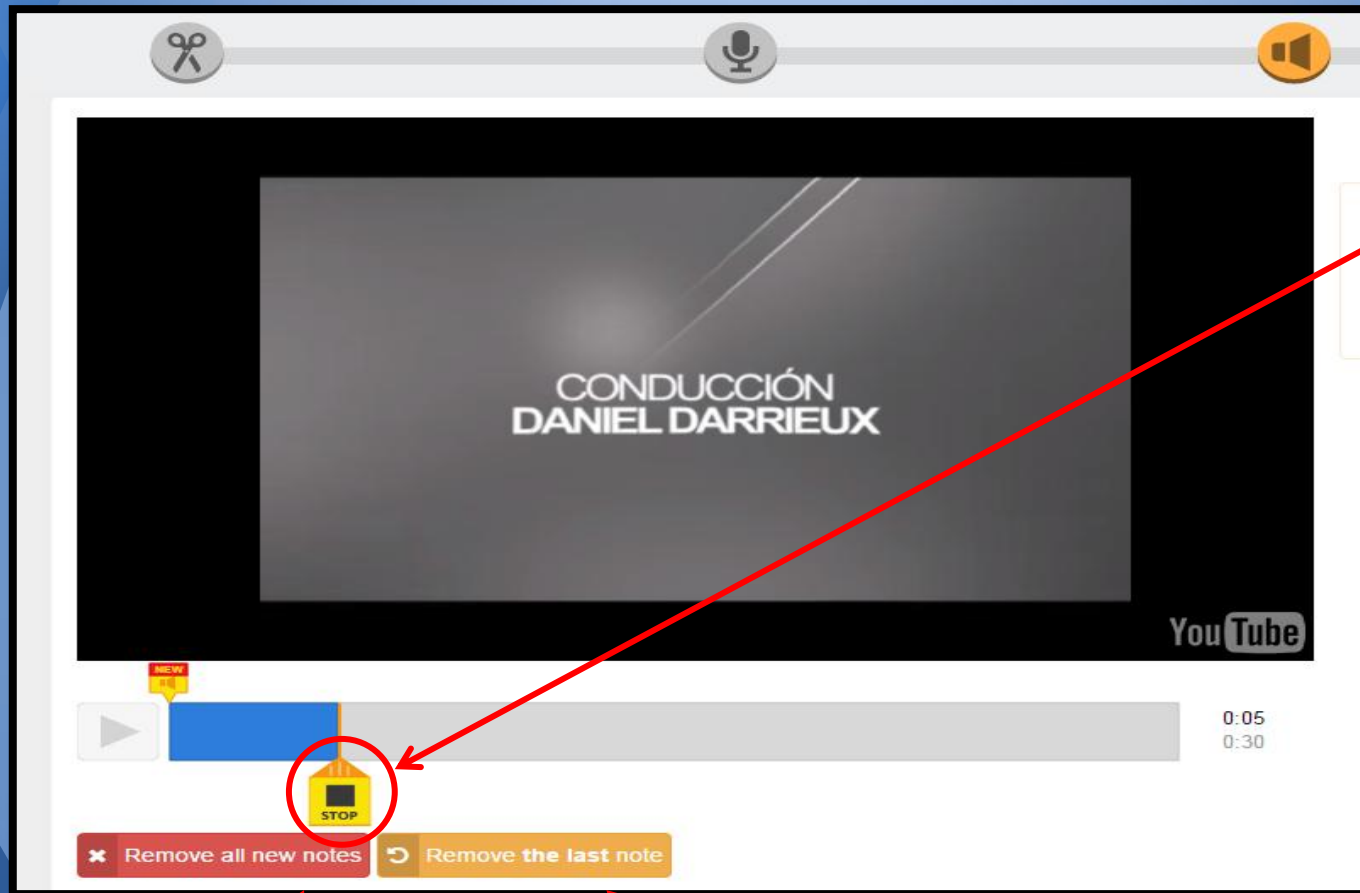 CONDUCCIÓN
DANIEL DARRIEUX
YouTube
NEW
0:05
0:30
STOP
Remove all new notes
Remove the last note